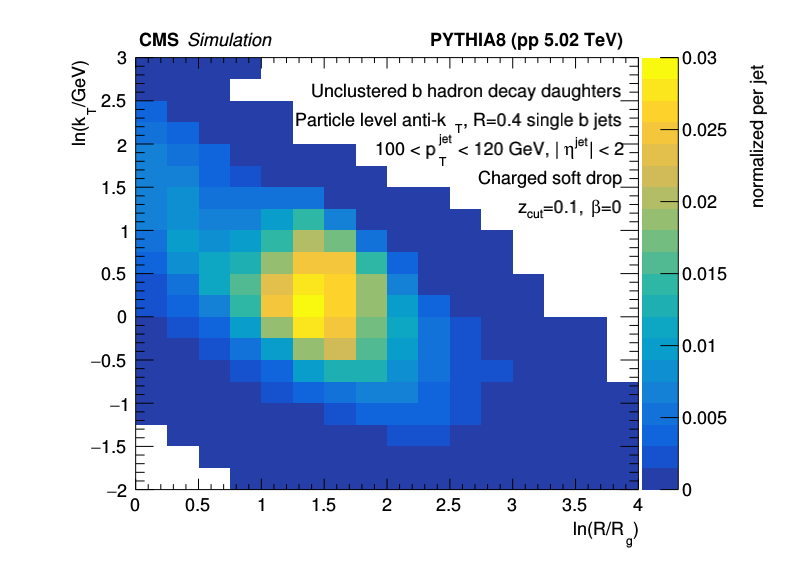 CMS Simulation PYTHIA8 (pp 5.02 TeV)
Unclustered b hadron decay daughters
Particle level anti-k_T, R=0.4 single b jets
100 < p_T^jet < 120 GeV, |η^jet| < 2
Charged soft drop
z_cut=0.1, β=0
ln(k_T/GeV)
3
2.5
2
1.5
1
0.5
0
−0.5
−1
−1.5
−2
0 0.5 1 1.5 2 2.5 3 3.5 4
ln(R/R_g)
0.03
0.025
0.02
0.015
0.01
0.005
0
normalized per jet